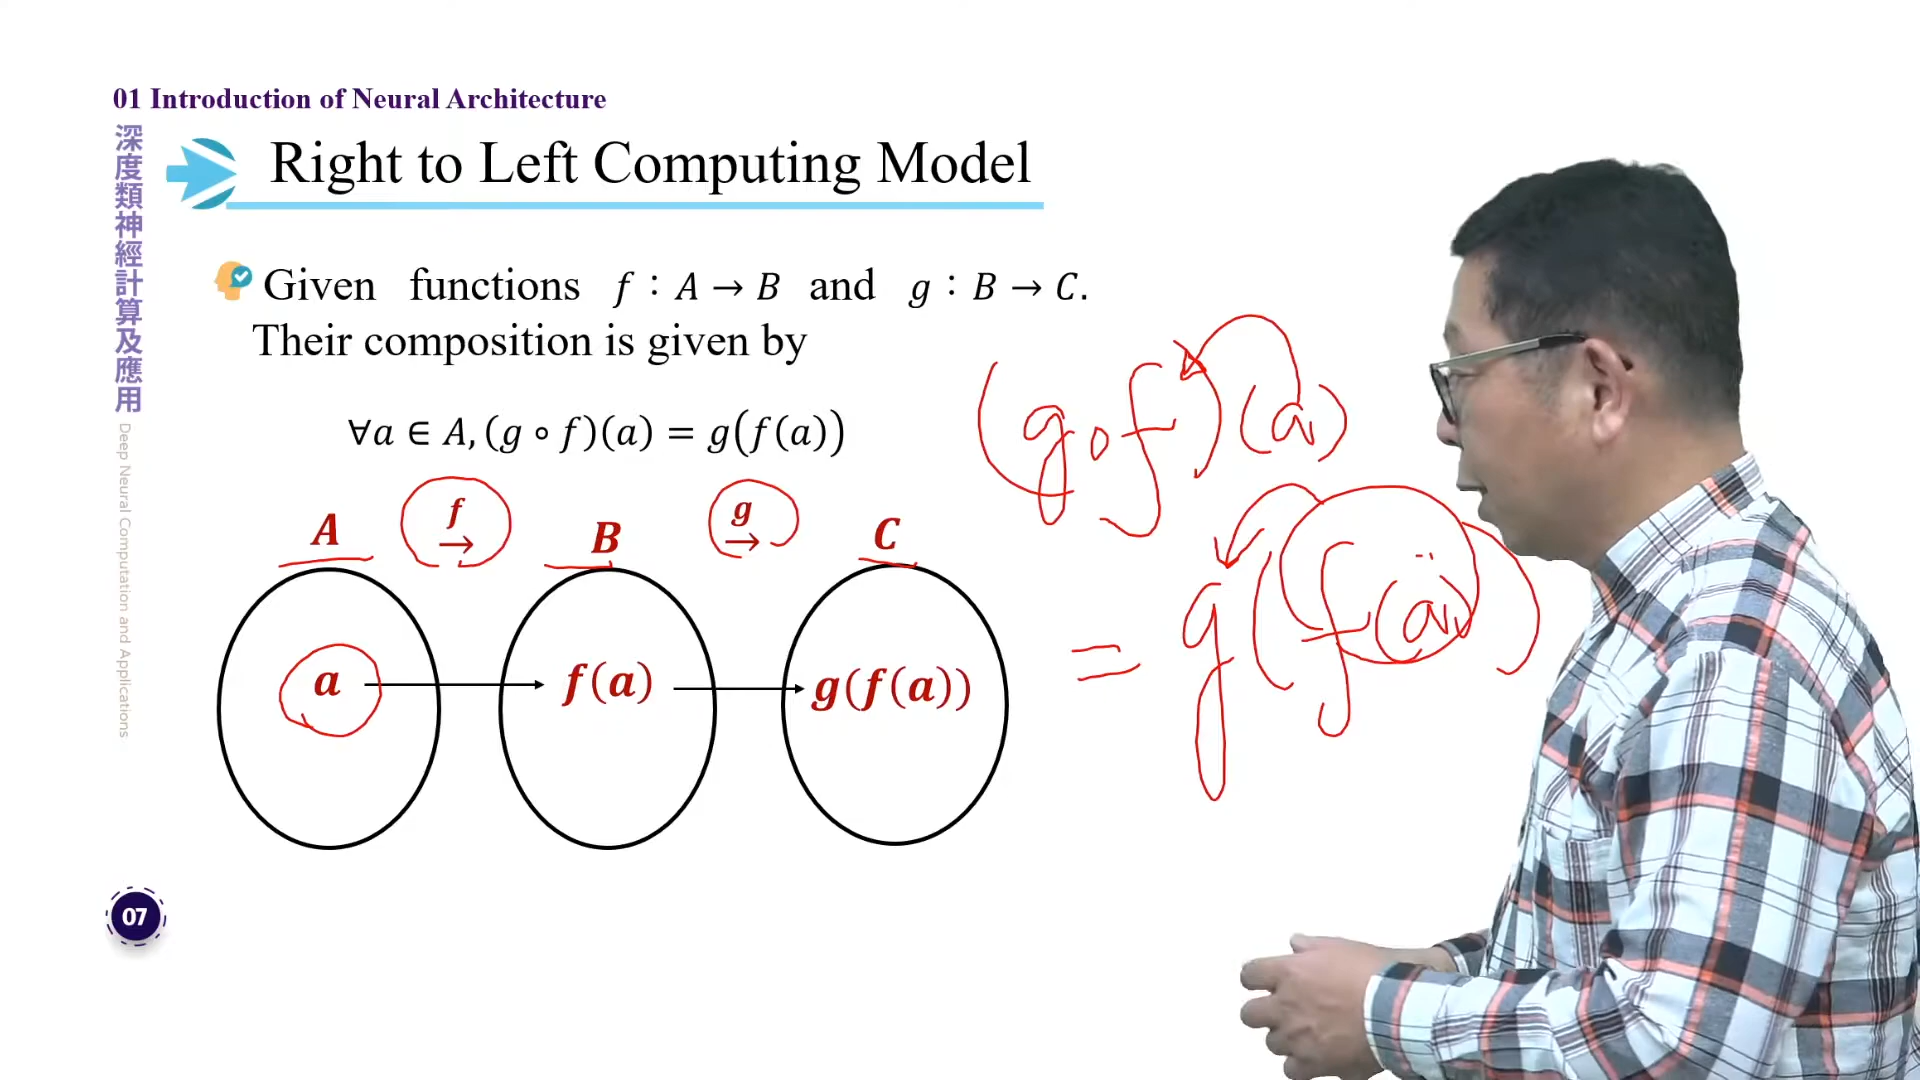 01 Introduction of Neural Architecture
深度類神經計算及應用
Deep Neural Computation and Applications
Right to Left Computing Model
Given functions f : A → B and g : B → C.
Their composition is given by
∀a ∈ A, (g ∘ f)(a) = g(f(a))
(g∘f)(a)
= g(f(a))
A f → B g → C
a f(a) g(f(a))
07